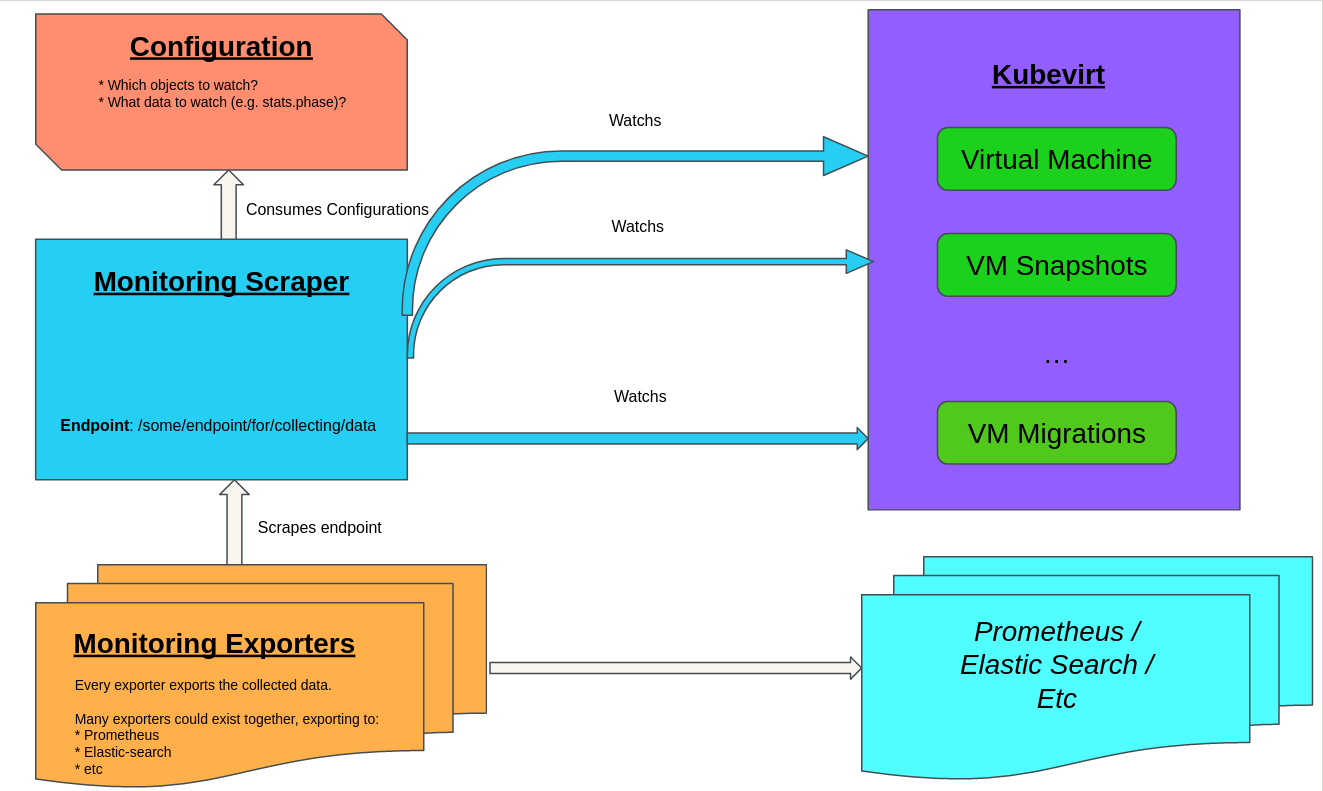 Configuration
* Which objects to watch?
* What data to watch (e.g. stats.phase)?
Consumes Configurations
Monitoring Scraper
Endpoint: /some/endpoint/for/collecting/data
Watchs
Watchs
Watchs
Kubevirt
Virtual Machine
VM Snapshots
...
VM Migrations
Scrapes endpoint
Monitoring Exporters
Every exporter exports the collected data.
Many exporters could exist together, exporting to:
* Prometheus
* Elastic-search
* etc
Prometheus /
Elastic Search /
Etc